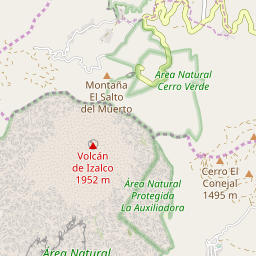 Área Natural
Cerro Verde
Montaña
El Salto
del Muerto
Volcán
de Izalco
1952 m
Cerro El
Conejal
1495 m
Área Natural
Protegida
La Auxiliadora
Área Natural